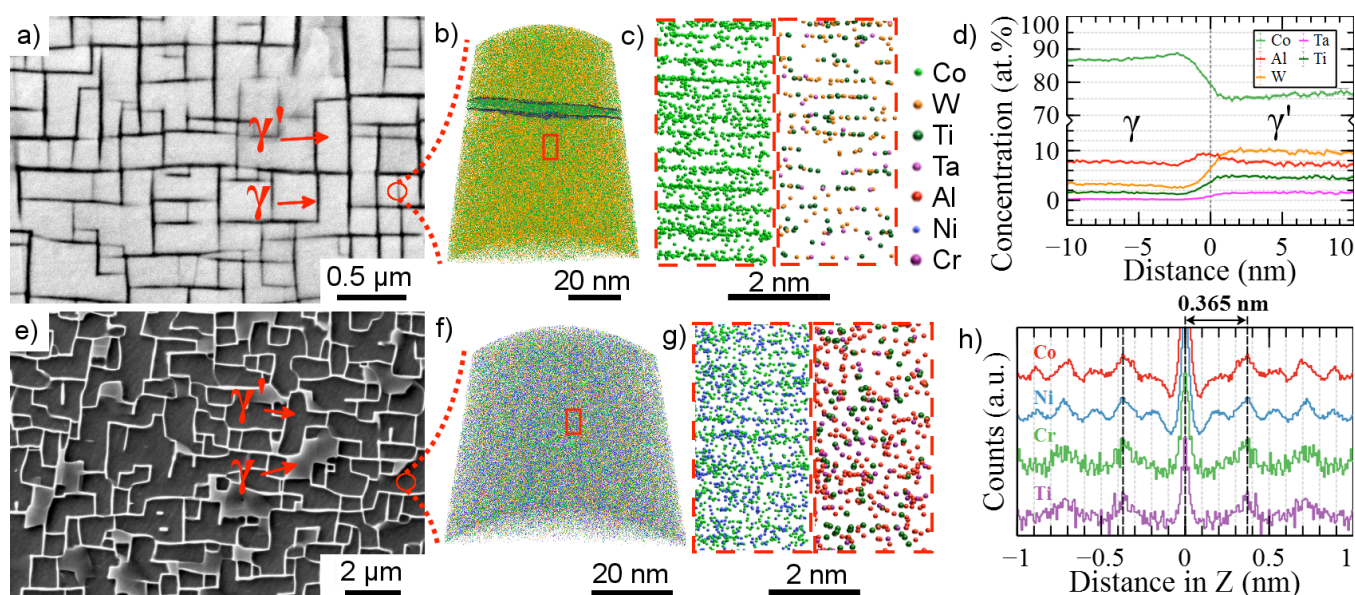 a)
γ'
γ
0.5 µm
b)
20 nm
c)
2 nm
Co
W
Ti
Ta
Al
Ni
Cr
d)
Concentration (at.%)
100
90
70
10
0
Co
Al
W
Ta
Ti
γ
γ'
−10
−5
0
5
10
Distance (nm)
e)
γ'
γ
2 µm
f)
20 nm
g)
2 nm
h)
0.365 nm
Counts (a.u.)
Co
Ni
Cr
Ti
−1
−0.5
0
0.5
1
Distance in Z (nm)